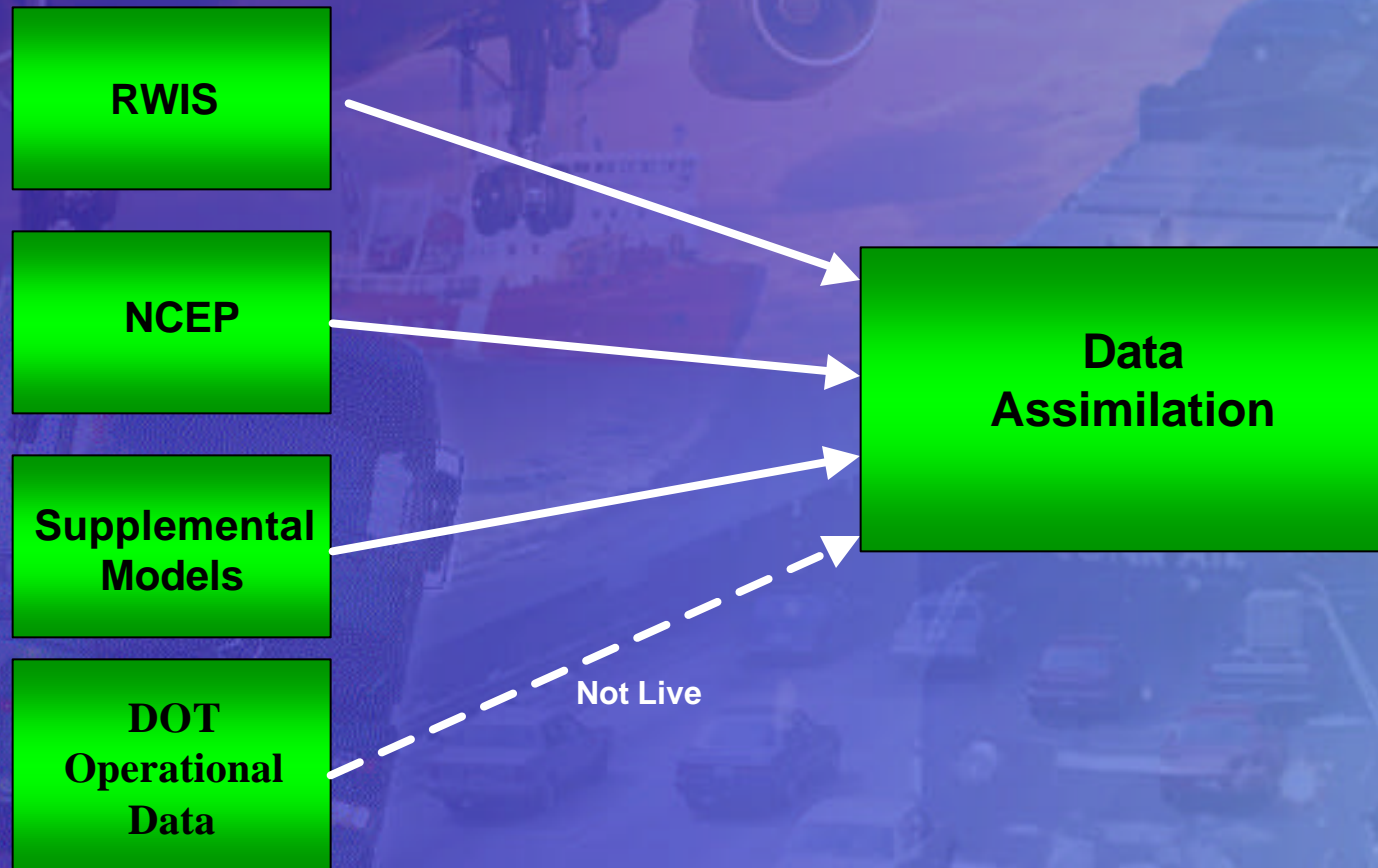 RWIS
NCEP
Supplemental
Models
DOT
Operational
Data
Not Live
Data
Assimilation